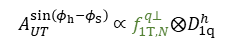 A_{UT}^{sin(ϕ_h−ϕ_s)} ∝ f_{1T,N}^{q⊥}⊗D_{1q}^{h}